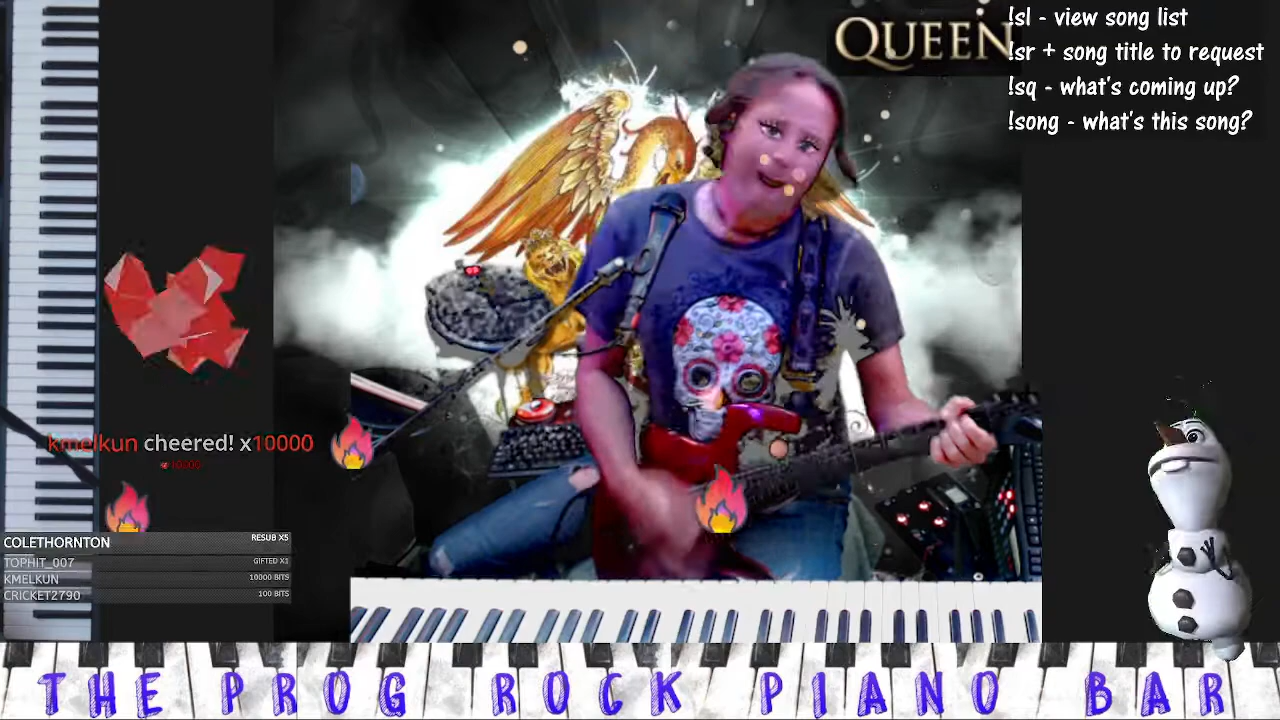 QUEEN
!sl - view song list
!sr + song title to request
!sq - what's coming up?
!song - what's this song?
kmelkun cheered! x10000
10000
COLETHORNTON RESUB X5
TOPHIT_007 GIFTED X1
KMELKUN 10000 BITS
CRICKET2790 100 BITS
THE PROG ROCK PIANO BAR